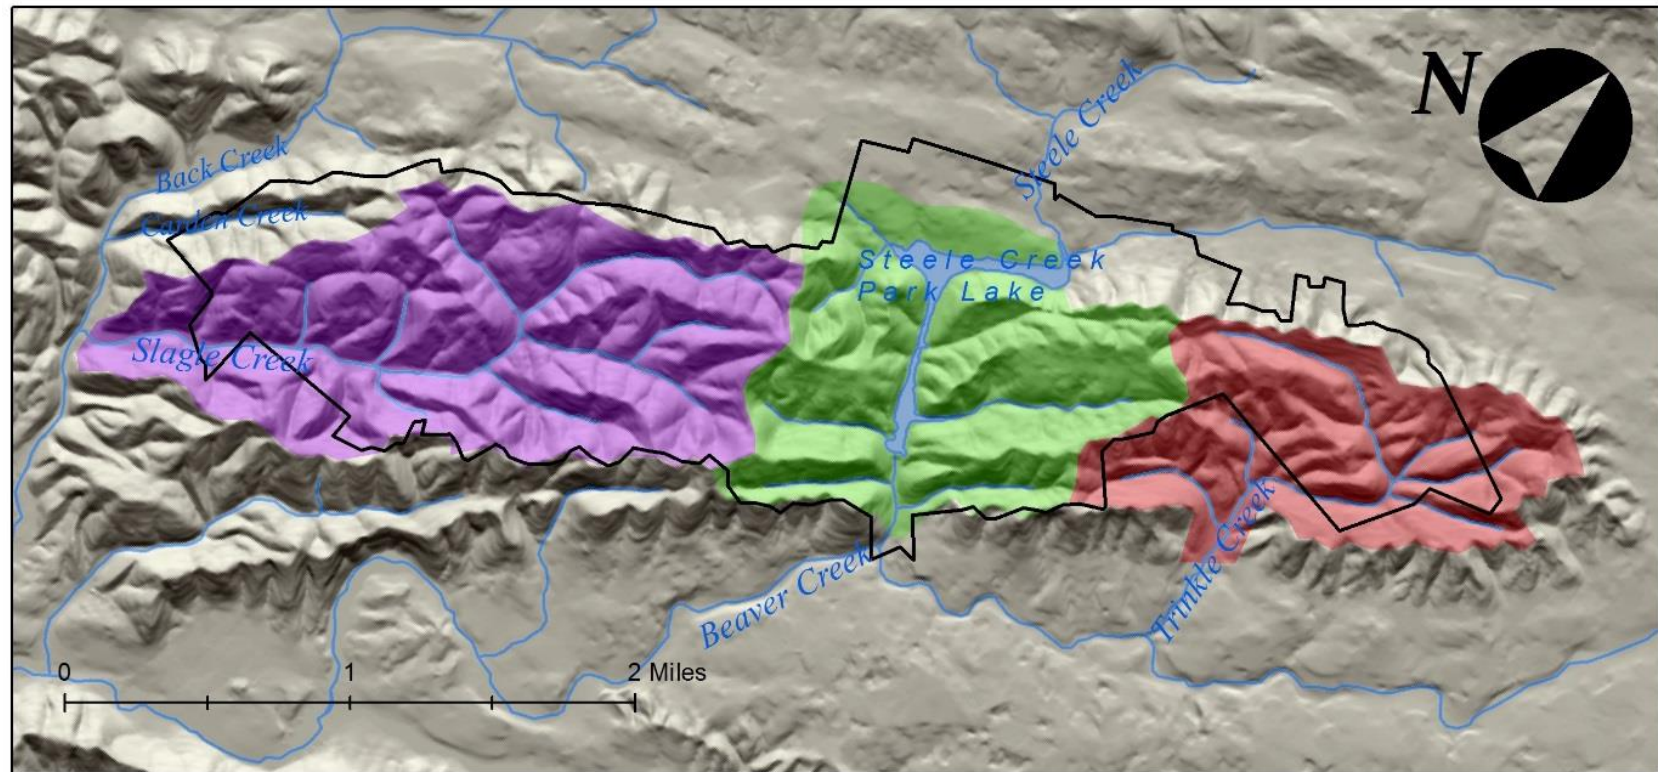 N
Steele Creek
Back Creek
Carden Creek
Steele Creek
Park Lake
Slagle Creek
Trinkle Creek
Beaver Creek
0 1 2 Miles